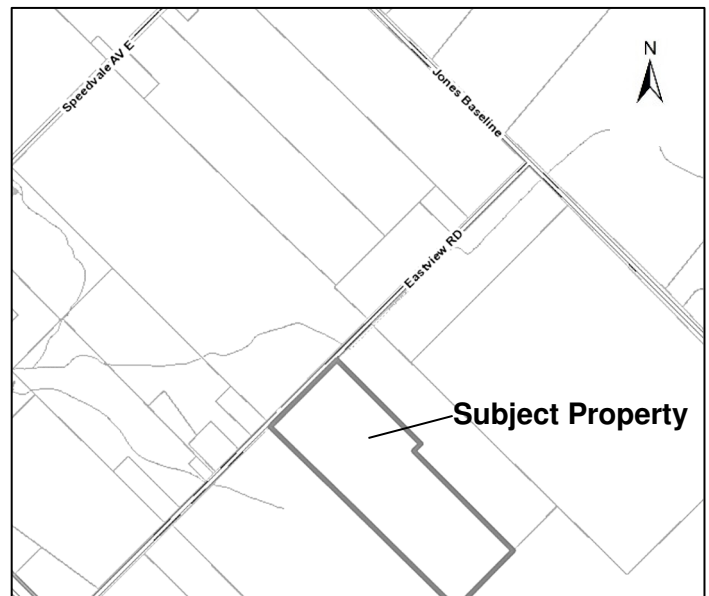 Speedvale AV E
Jones Baseline
N
Eastview RD
Subject Property